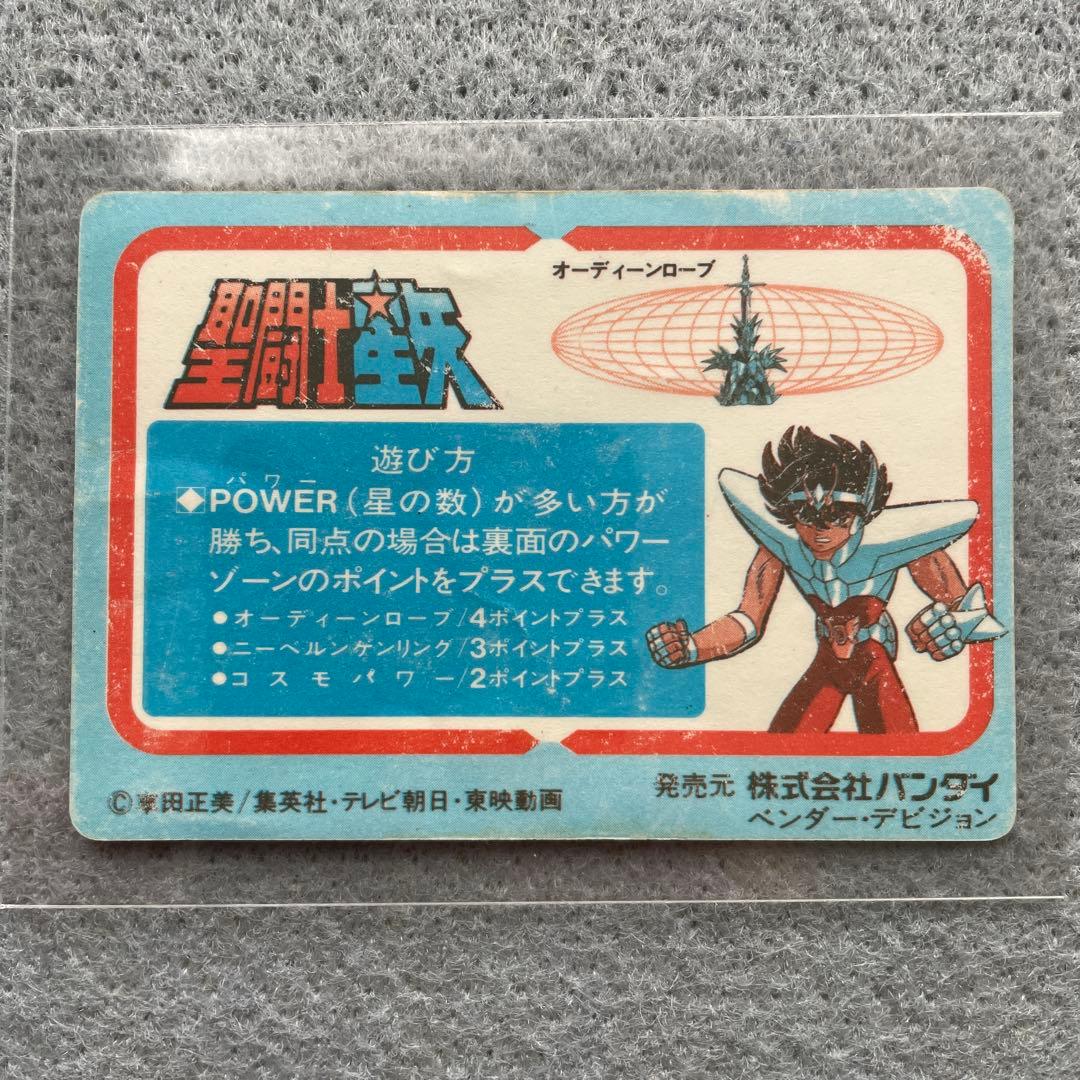 聖闘士星矢
オーディーンローブ
遊び方
パワー
◆POWER(星の数)が多い方が
勝ち、同点の場合は裏面のパワー
ゾーンのポイントをプラスできます。
●オーディーンローブ/4ポイントプラス
●ニーベルンゲンリング/3ポイントプラス
●コスモパワー/2ポイントプラス
©車田正美/集英社・テレビ朝日・東映動画
発売元 株式会社バンダイ
ベンダー・デビジョン